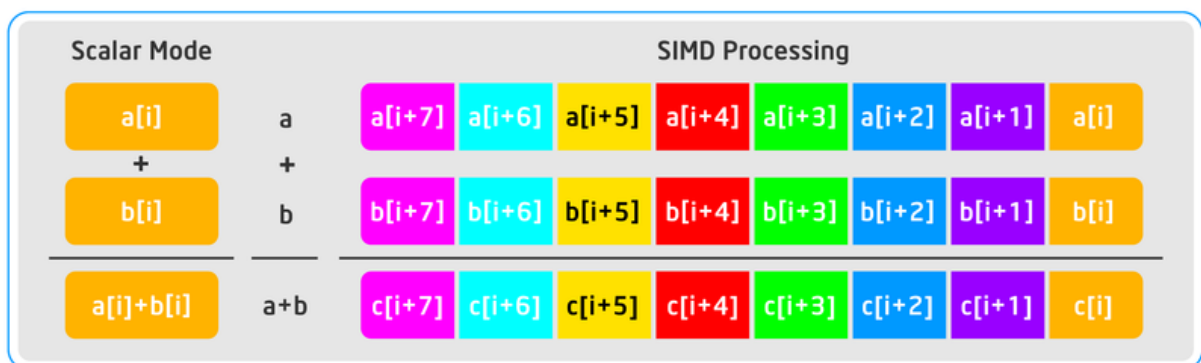 Scalar Mode SIMD Processing
a[i] a a[i+7] a[i+6] a[i+5] a[i+4] a[i+3] a[i+2] a[i+1] a[i]
+ +
b[i] b b[i+7] b[i+6] b[i+5] b[i+4] b[i+3] b[i+2] b[i+1] b[i]
a[i]+b[i] a+b c[i+7] c[i+6] c[i+5] c[i+4] c[i+3] c[i+2] c[i+1] c[i]